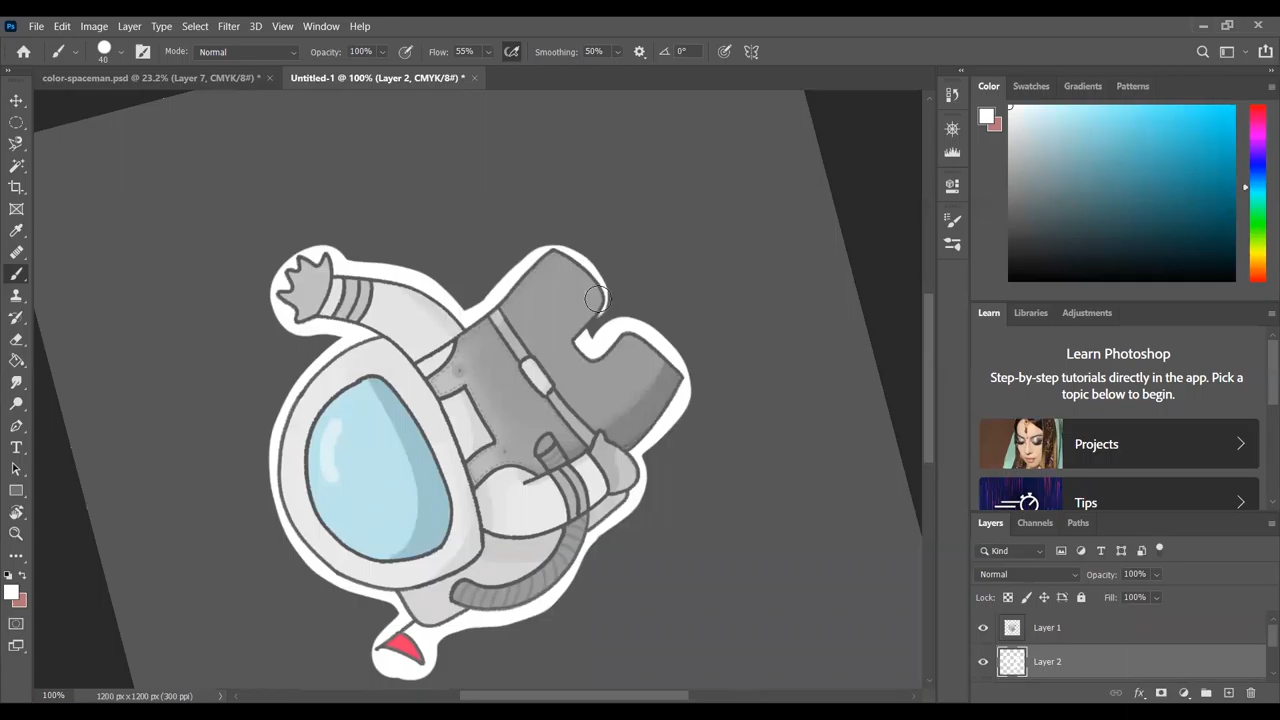 Ps File Edit Image Layer Type Select Filter 3D View Window Help
40 Mode: Normal Opacity: 100% Flow: 55% Smoothing: 50% 0°
color-spaceman.psd @ 23.2% (Layer 7, CMYK/8#) * × Untitled-1 @ 100% (Layer 2, CMYK/8#) * ×
Color Swatches Gradients Patterns
Learn Libraries Adjustments
Learn Photoshop
Step-by-step tutorials directly in the app. Pick a
topic below to begin.
Projects
Tips
Layers Channels Paths
Kind
Normal Opacity: 100%
Lock: Fill: 100%
Layer 1
Layer 2
100% 1200 px x 1200 px (300 ppi)